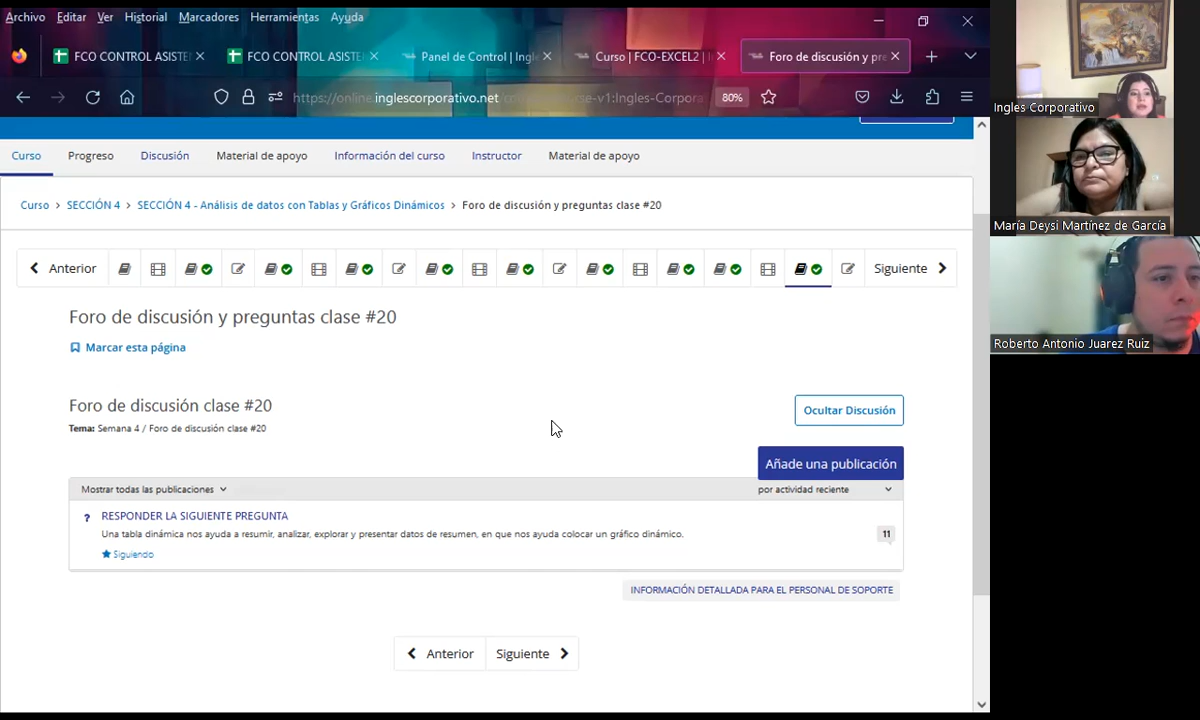 Archivo Editar Ver Historial Marcadores Herramientas Ayuda
FCO CONTROL ASISTE
FCO CONTROL ASISTE
Panel de Control | Ingle
Curso | FCO-EXCEL2 | I
Foro de discusión y pre
80%
Curso Progreso Discusión Material de apoyo Información del curso Instructor Material de apoyo
Curso > SECCIÓN 4 > SECCIÓN 4 - Análisis de datos con Tablas y Gráficos Dinámicos > Foro de discusión y preguntas clase #20
Anterior
Siguiente
Foro de discusión y preguntas clase #20
Marcar esta página
Foro de discusión clase #20
Tema: Semana 4 / Foro de discusión clase #20
Ocultar Discusión
Añade una publicación
Mostrar todas las publicaciones
por actividad reciente
? RESPONDER LA SIGUIENTE PREGUNTA
Una tabla dinámica nos ayuda a resumir, analizar, explorar y presentar datos de resumen, en que nos ayuda colocar un gráfico dinámico.
11
Siguiendo
INFORMACIÓN DETALLADA PARA EL PERSONAL DE SOPORTE
Anterior Siguiente
Ingles Corporativo
María Deysi Martínez de García
Roberto Antonio Juarez Ruiz